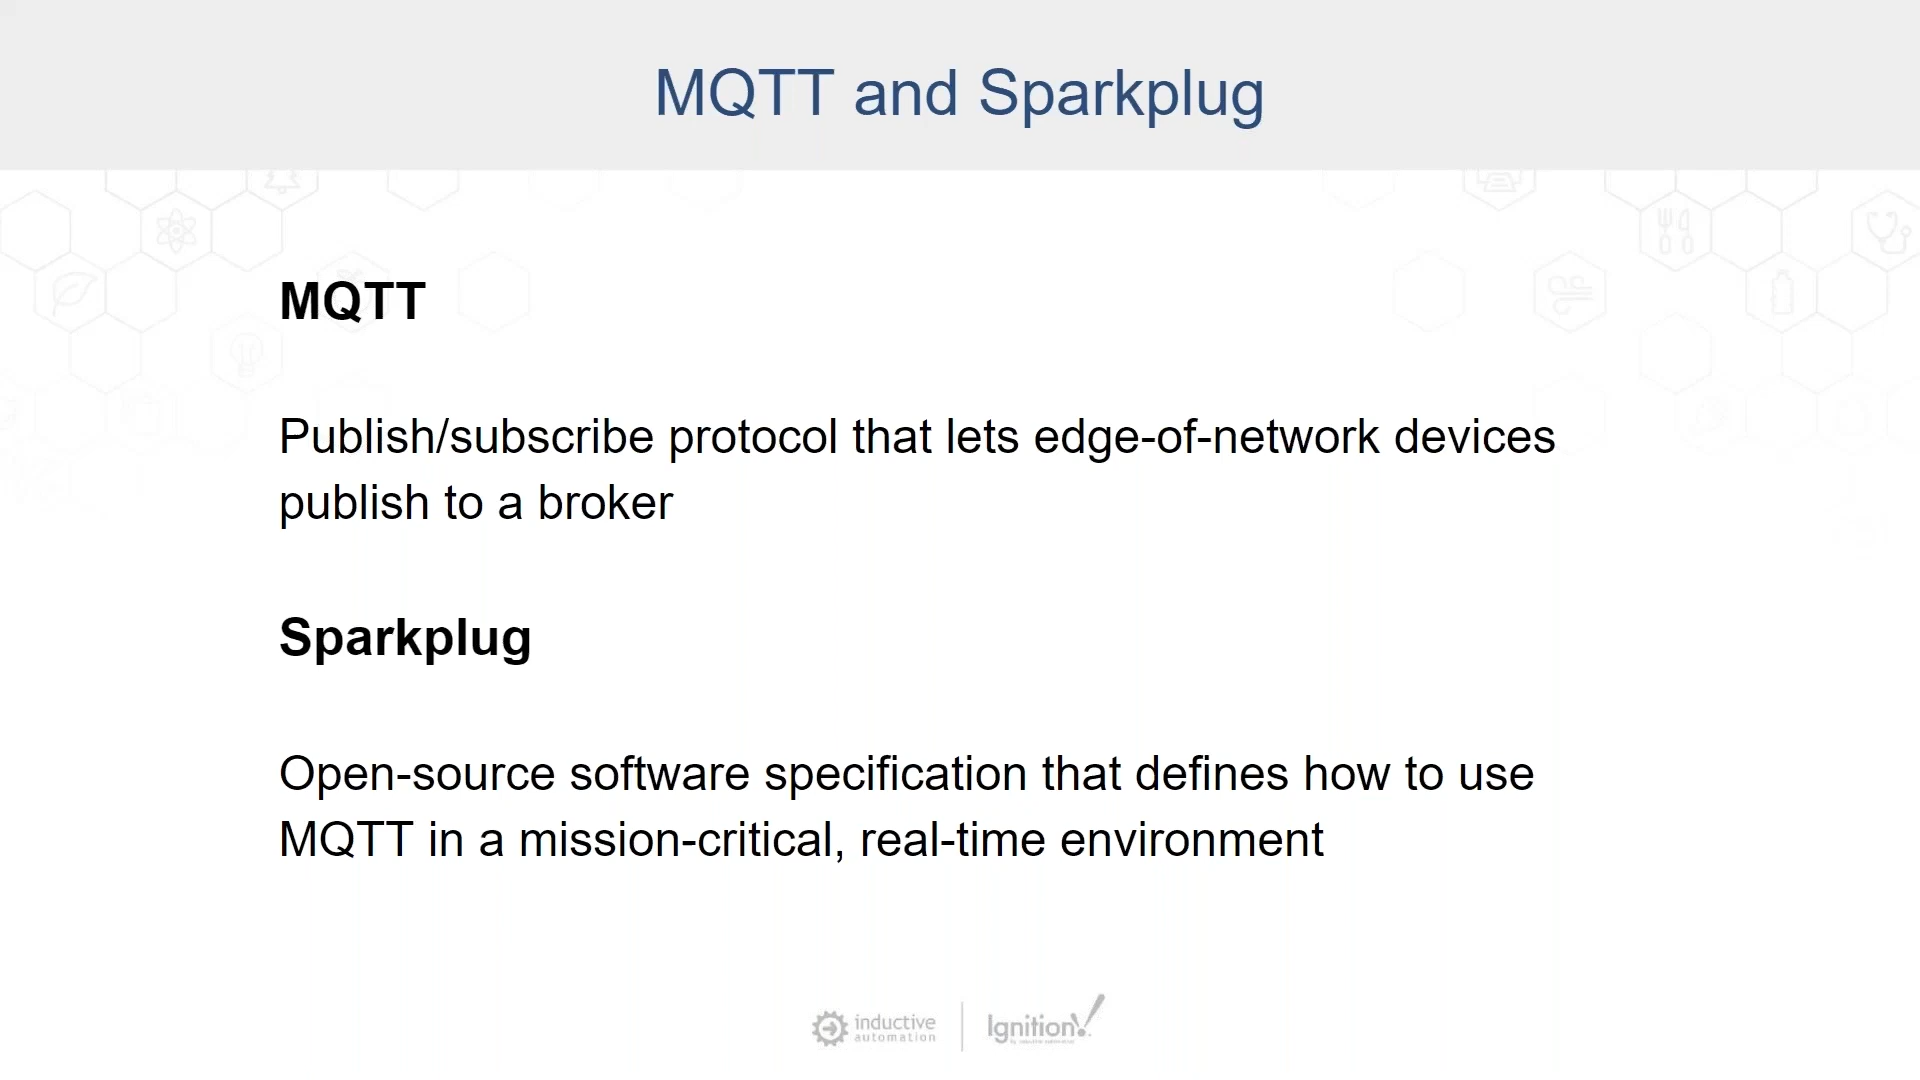 MQTT and Sparkplug
MQTT
Publish/subscribe protocol that lets edge-of-network devices
publish to a broker
Sparkplug
Open-source software specification that defines how to use
MQTT in a mission-critical, real-time environment
inductive
automation
Ignition!